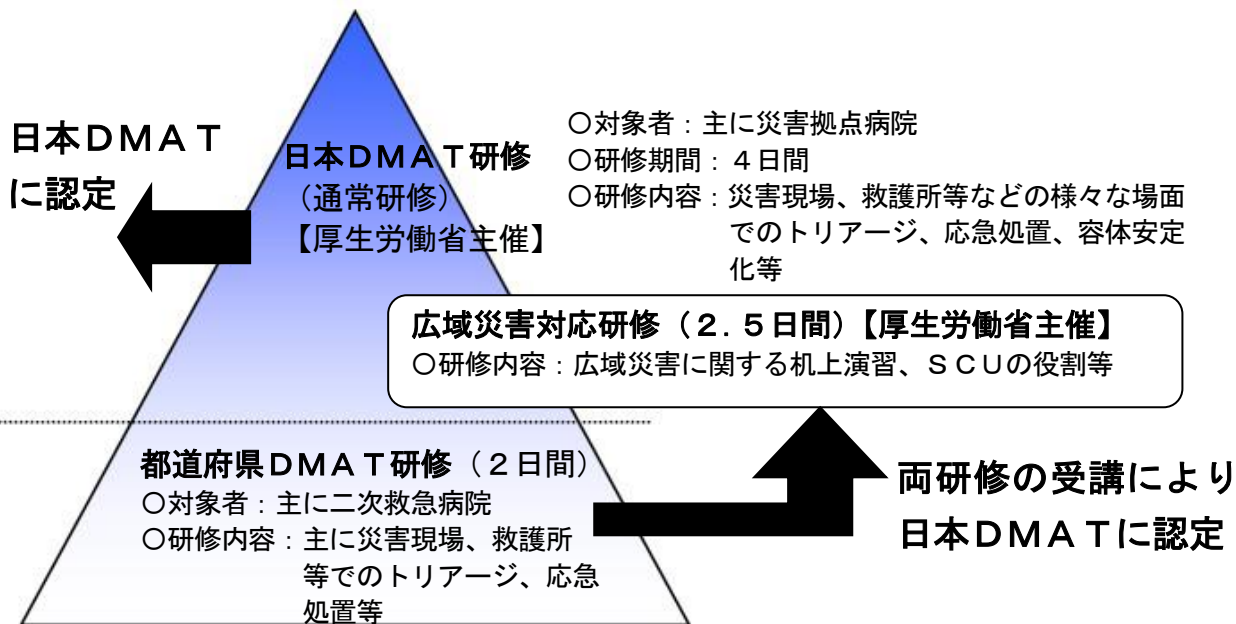 日本ＤＭＡＴ
に認定
日本ＤＭＡＴ研修
（通常研修）
【厚生労働省主催】
○対象者：主に災害拠点病院
○研修期間：４日間
○研修内容：災害現場、救護所等などの様々な場面
でのトリアージ、応急処置、容体安定
化等
広域災害対応研修（２．５日間）【厚生労働省主催】
○研修内容：広域災害に関する机上演習、ＳＣＵの役割等
都道府県ＤＭＡＴ研修（２日間）
○対象者：主に二次救急病院
○研修内容：主に災害現場、救護所
等でのトリアージ、応急
処置等
両研修の受講により
日本ＤＭＡＴに認定